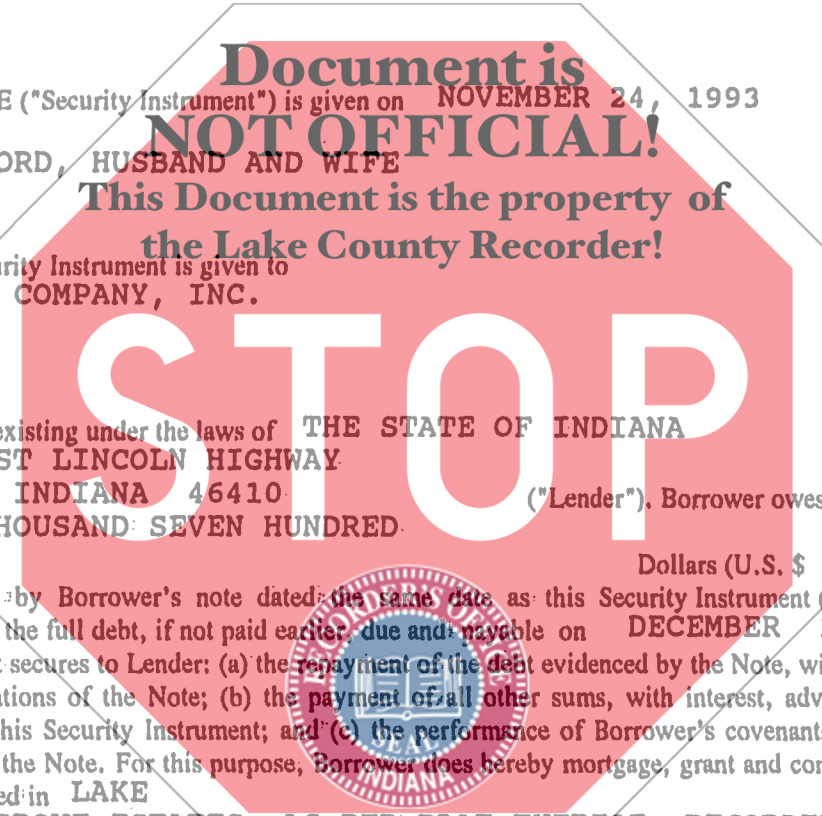 Document is
E ("Security Instrument") is given on NOVEMBER 24, 1993
NOT OFFICIAL!
ORD, HUSBAND AND WIFE
This Document is the property of
the Lake County Recorder!
urity Instrument is given to
COMPANY, INC.
STOP
existing under the laws of THE STATE OF INDIANA
ST LINCOLN HIGHWAY
INDIANA 46410
("Lender"). Borrower owes
HOUSAND SEVEN HUNDRED
Dollars (U.S. $
by Borrower's note dated the same date as this Security Instrument (
the full debt, if not paid earlier, due and payable on DECEMBER
secures to Lender: (a) the repayment of the debt evidenced by the Note, wi
tions of the Note; (b) the payment of all other sums, with interest, adv
his Security Instrument; and (c) the performance of Borrower's covenants
the Note. For this purpose, Borrower does hereby mortgage, grant and con
ed in LAKE
RECORDER'S OFFICE
SEAL
INDIANA